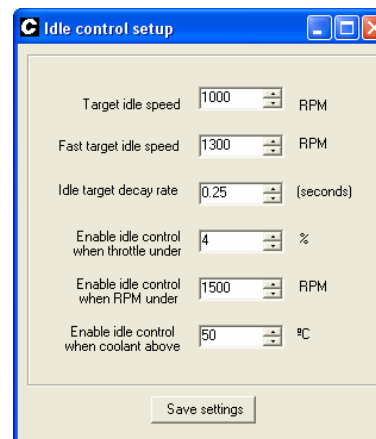 C Idle control setup
Target idle speed 1000 RPM
Fast target idle speed 1300 RPM
Idle target decay rate 0.25 (seconds)
Enable idle control
when throttle under 4 %
Enable idle control
when RPM under 1500 RPM
Enable idle control
when coolant above 50 ºC
Save settings